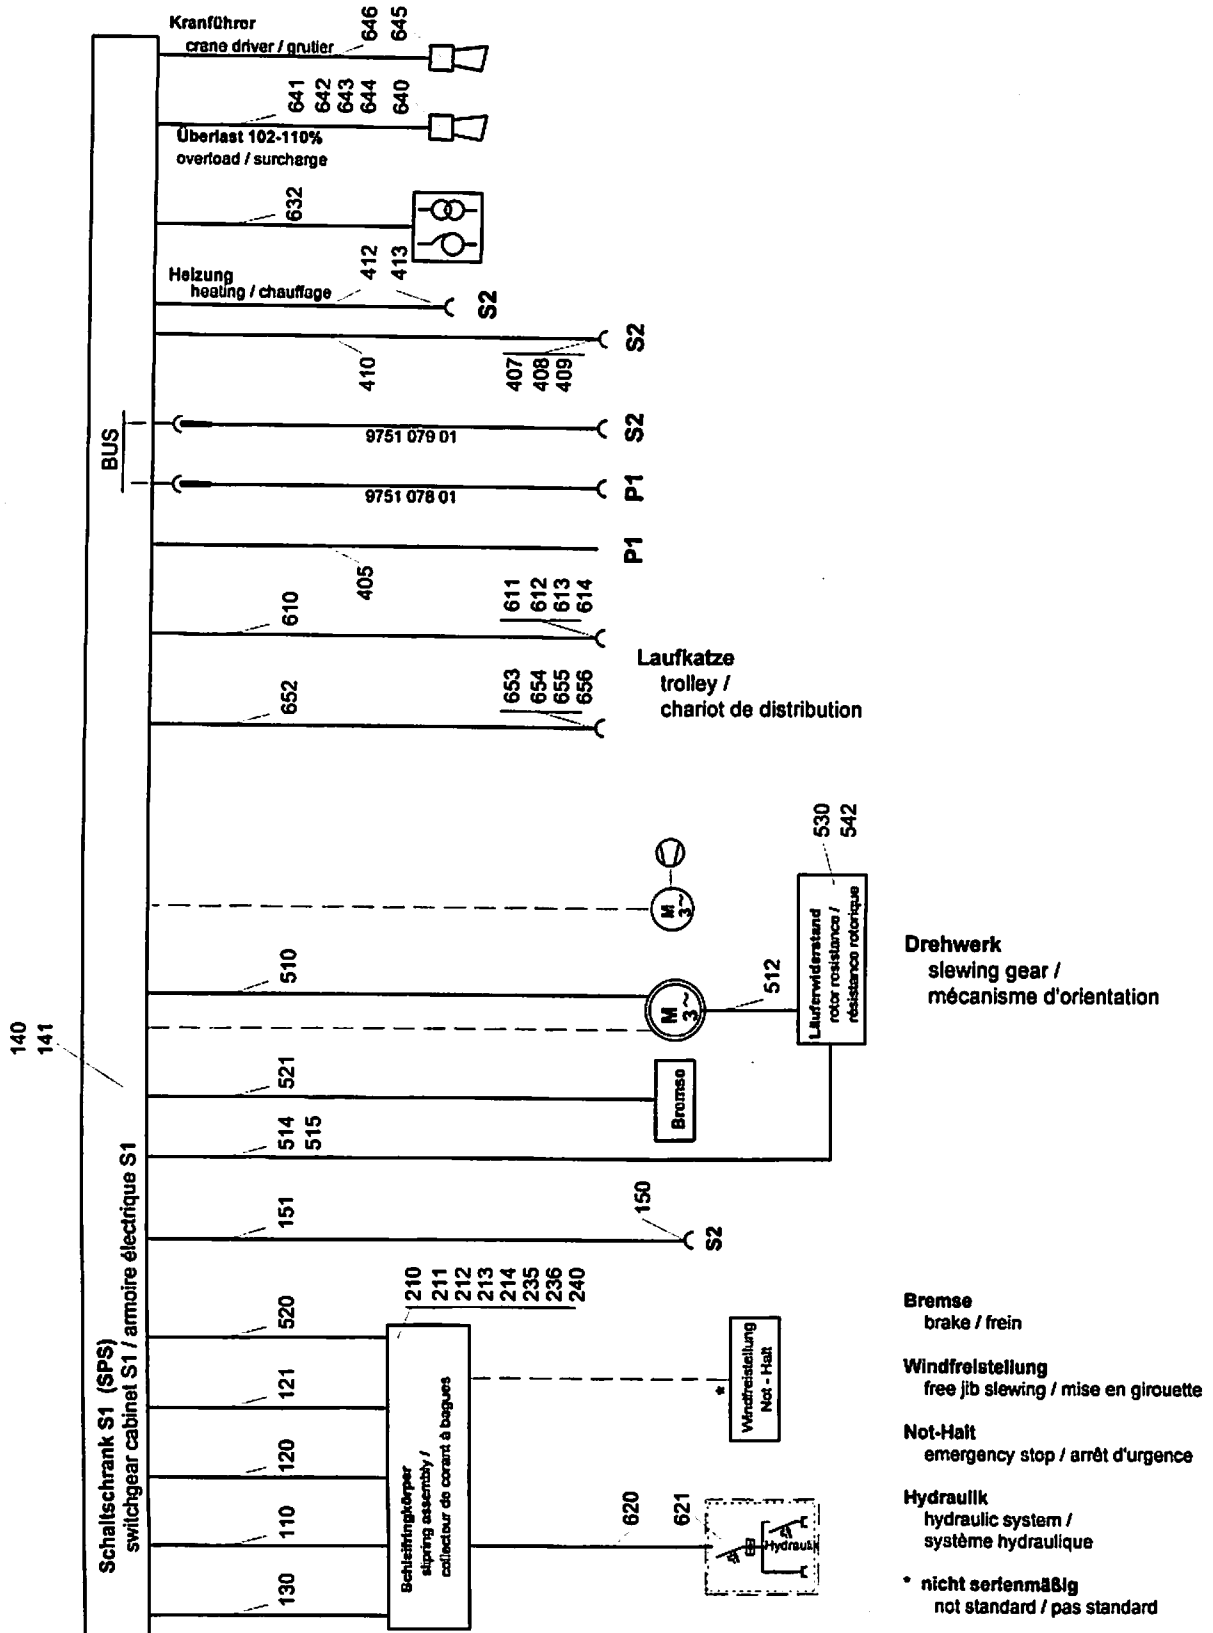 Kranführer
crane driver / grutier
646
645
641
642
643
644
640
Überlast 102-110%
overload / surcharge
632
Heizung
heating / chauffage
412
413
S2
410
407
408
409
S2
BUS
9751 079 01
S2
9751 078 01
P1
405
P1
610
611
612
613
614
652
653
654
655
656
Laufkatze
trolley /
chariot de distribution
M
3~
530
542
510
M
3~
512
Läuferwiderstand
rotor rosistance /
résistance rotorique
Drehwerk
slewing gear /
mécanisme d'orientation
140
141
521
Bremse
514
515
151
150
S2
Schaltschrank S1 (SPS)
switchgear cabinet S1 / armoire électrique S1
520
121
120
110
130
210
211
212
213
214
235
236
240
Schleifringkörper
slipring assembly /
collecteur de corant à bagues
*
Windfreistellung
Not - Halt
620
621
Hydraulik
Bremse
brake / frein
Windfreistellung
free jib slewing / mise en girouette
Not-Halt
emergency stop / arrêt d'urgence
Hydraulik
hydraulic system /
système hydraulique
* nicht serienmäßig
not standard / pas standard